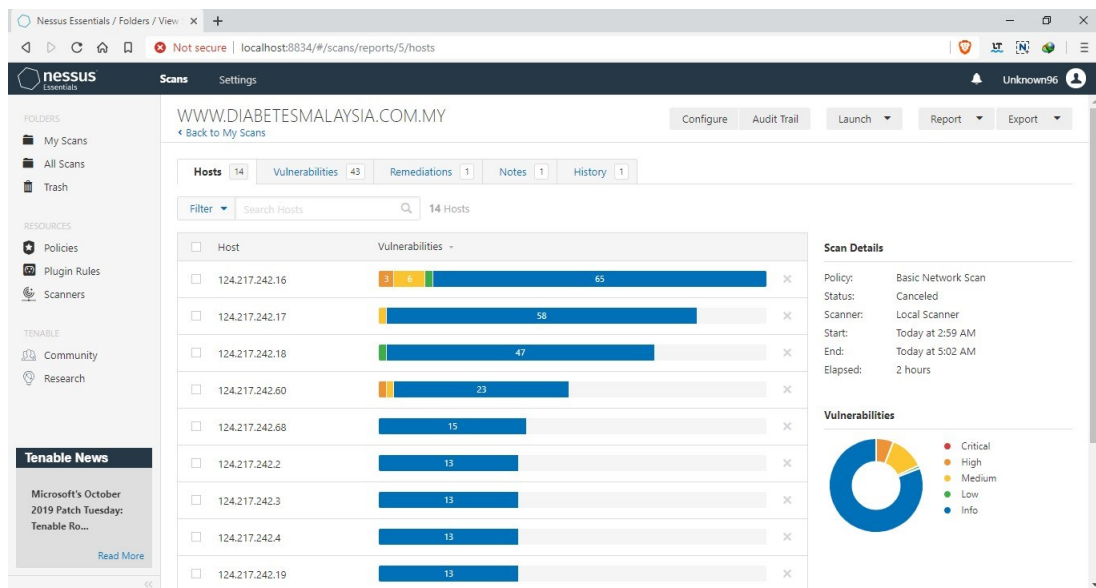 Nessus Essentials / Folders / View
Not secure | localhost:8834/#/scans/reports/5/hosts
nessus
Essentials
Scans Settings
Unknown96
FOLDERS
My Scans
All Scans
Trash
RESOURCES
Policies
Plugin Rules
Scanners
TENABLE
Community
Research
Tenable News
Microsoft's October
2019 Patch Tuesday:
Tenable Ro...
Read More
WWW.DIABETESMALAYSIA.COM.MY
Back to My Scans
Configure Audit Trail Launch Report Export
Hosts 14 Vulnerabilities 43 Remediations 1 Notes 1 History 1
Filter Search Hosts 14 Hosts
Host Vulnerabilities
124.217.242.16 3 6 65
124.217.242.17 58
124.217.242.18 47
124.217.242.60 23
124.217.242.68 15
124.217.242.2 13
124.217.242.3 13
124.217.242.4 13
124.217.242.19 13
Scan Details
Policy: Basic Network Scan
Status: Canceled
Scanner: Local Scanner
Start: Today at 2:59 AM
End: Today at 5:02 AM
Elapsed: 2 hours
Vulnerabilities
Critical
High
Medium
Low
Info